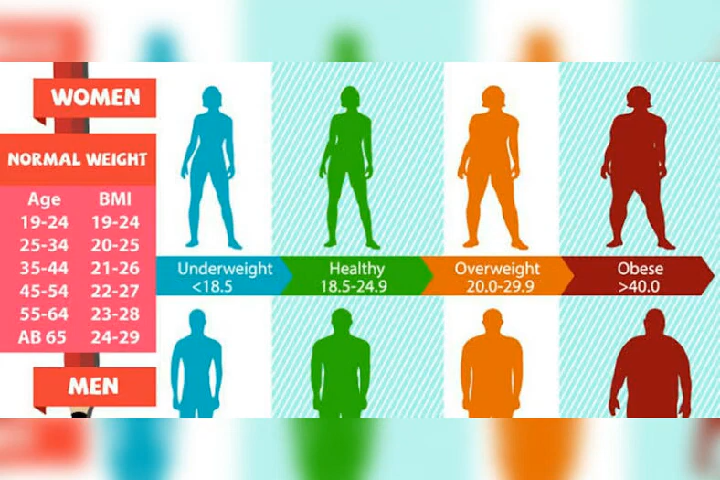 WOMEN
NORMAL WEIGHT
Age BMI
19-24 19-24
25-34 20-25
35-44 21-26
45-54 22-27
55-64 23-28
AB 65 24-29
MEN
Underweight
<18.5
Healthy
18.5-24.9
Overweight
20.0-29.9
Obese
>40.0